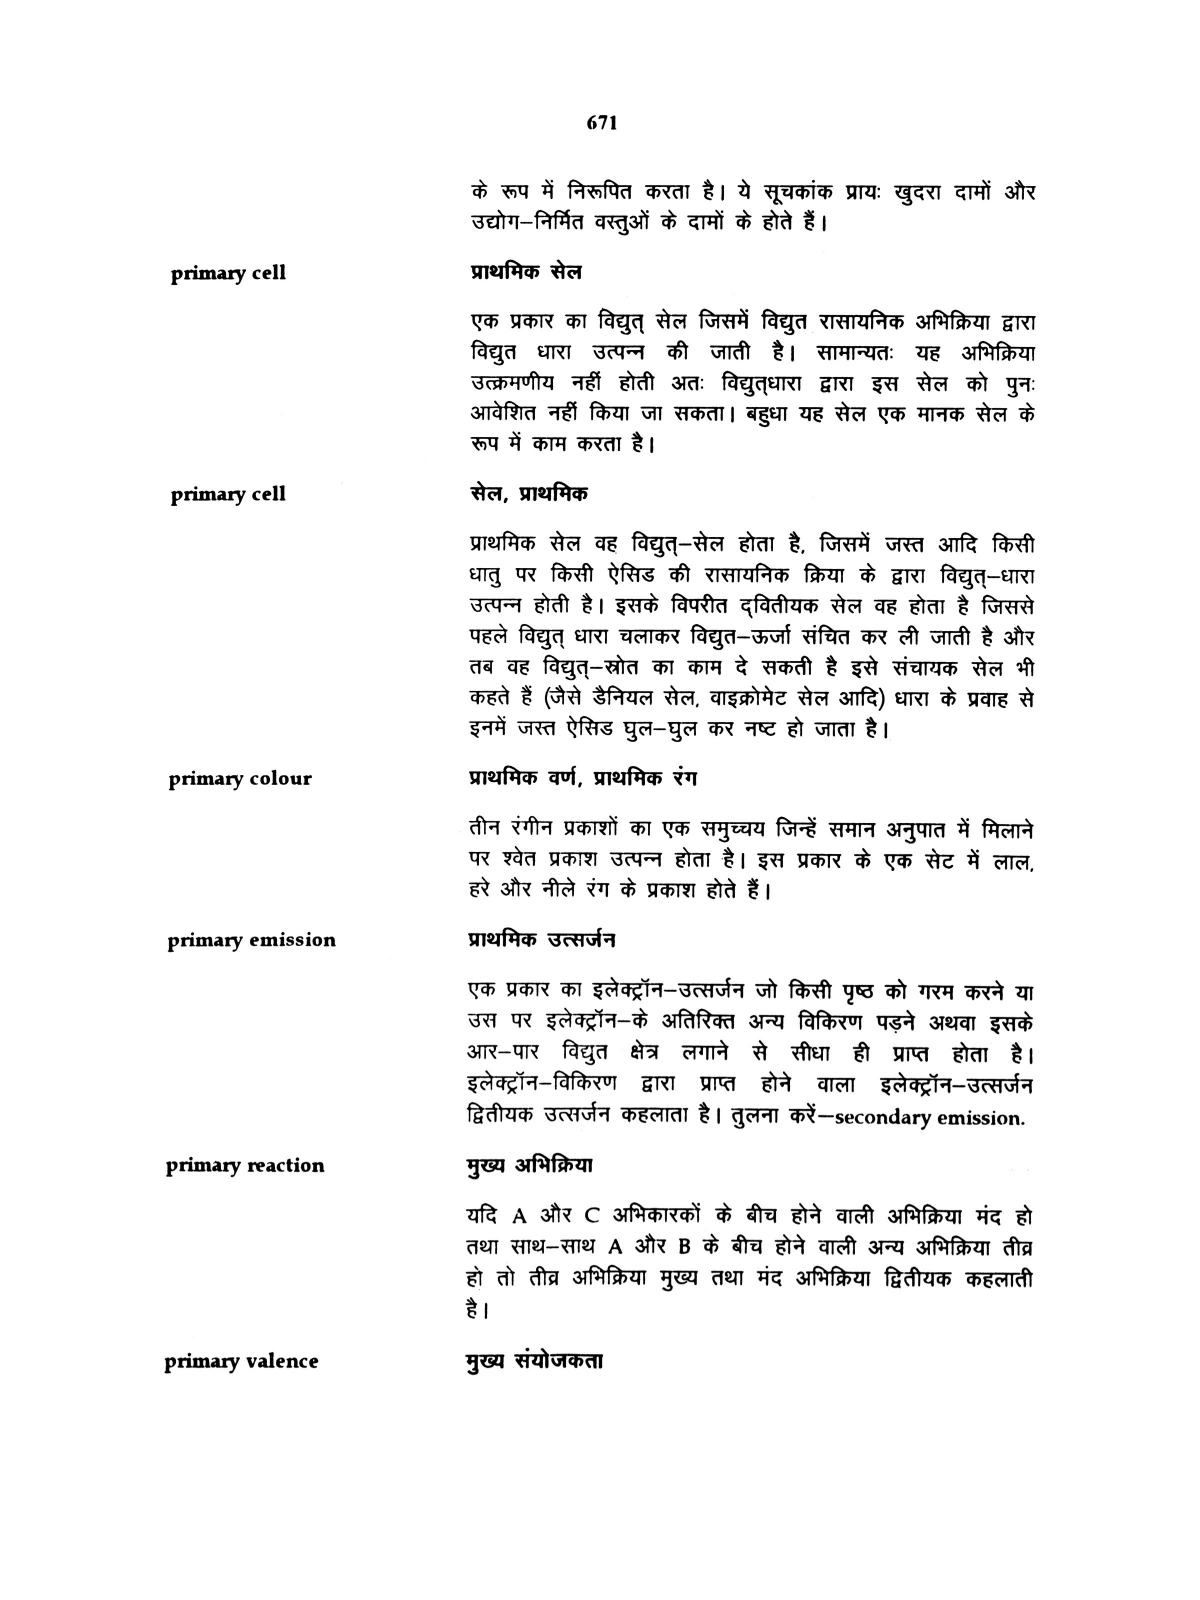 671
के रूप में निरूपित करता है। ये सूचकांक प्रायः खुदरा दामों और
उद्योग–निर्मित वस्तुओं के दामों के होते हैं।
primary cell प्राथमिक सेल
एक प्रकार का विद्युत् सेल जिसमें विद्युत रासायनिक अभिक्रिया द्वारा
विद्युत धारा उत्पन्न की जाती है। सामान्यतः यह अभिक्रिया
उत्क्रमणीय नहीं होती अतः विद्युत्धारा द्वारा इस सेल को पुनः
आवेशित नहीं किया जा सकता। बहुधा यह सेल एक मानक सेल के
रूप में काम करता है।
primary cell सेल, प्राथमिक
प्राथमिक सेल वह विद्युत्–सेल होता है, जिसमें जस्त आदि किसी
धातु पर किसी ऐसिड की रासायनिक क्रिया के द्वारा विद्युत्–धारा
उत्पन्न होती है। इसके विपरीत द्वितीयक सेल वह होता है जिससे
पहले विद्युत् धारा चलाकर विद्युत–ऊर्जा संचित कर ली जाती है और
तब वह विद्युत्–स्रोत का काम दे सकती है इसे संचायक सेल भी
कहते हैं (जैसे डैनियल सेल, वाइक्रोमेट सेल आदि) धारा के प्रवाह से
इनमें जस्त ऐसिड घुल–घुल कर नष्ट हो जाता है।
primary colour प्राथमिक वर्ण, प्राथमिक रंग
तीन रंगीन प्रकाशों का एक समुच्चय जिन्हें समान अनुपात में मिलाने
पर श्वेत प्रकाश उत्पन्न होता है। इस प्रकार के एक सेट में लाल,
हरे और नीले रंग के प्रकाश होते हैं।
primary emission प्राथमिक उत्सर्जन
एक प्रकार का इलेक्ट्रॉन–उत्सर्जन जो किसी पृष्ठ को गरम करने या
उस पर इलेक्ट्रॉन–के अतिरिक्त अन्य विकिरण पड़ने अथवा इसके
आर–पार विद्युत क्षेत्र लगाने से सीधा ही प्राप्त होता है।
इलेक्ट्रॉन–विकिरण द्वारा प्राप्त होने वाला इलेक्ट्रॉन–उत्सर्जन
द्वितीयक उत्सर्जन कहलाता है। तुलना करें–secondary emission.
primary reaction मुख्य अभिक्रिया
यदि A और C अभिकारकों के बीच होने वाली अभिक्रिया मंद हो
तथा साथ–साथ A और B के बीच होने वाली अन्य अभिक्रिया तीव्र
हो तो तीव्र अभिक्रिया मुख्य तथा मंद अभिक्रिया द्वितीयक कहलाती
है।
primary valence मुख्य संयोजकता